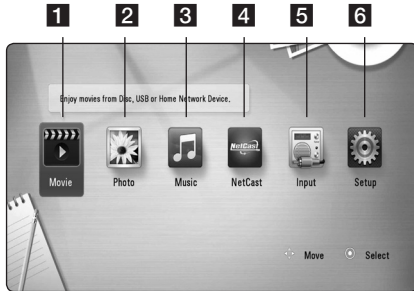 1 2 3 4 5 6
Enjoy movies from Disc, USB or Home Network Device.
NetCast
Movie Photo Music NetCast Input Setup
Move Select